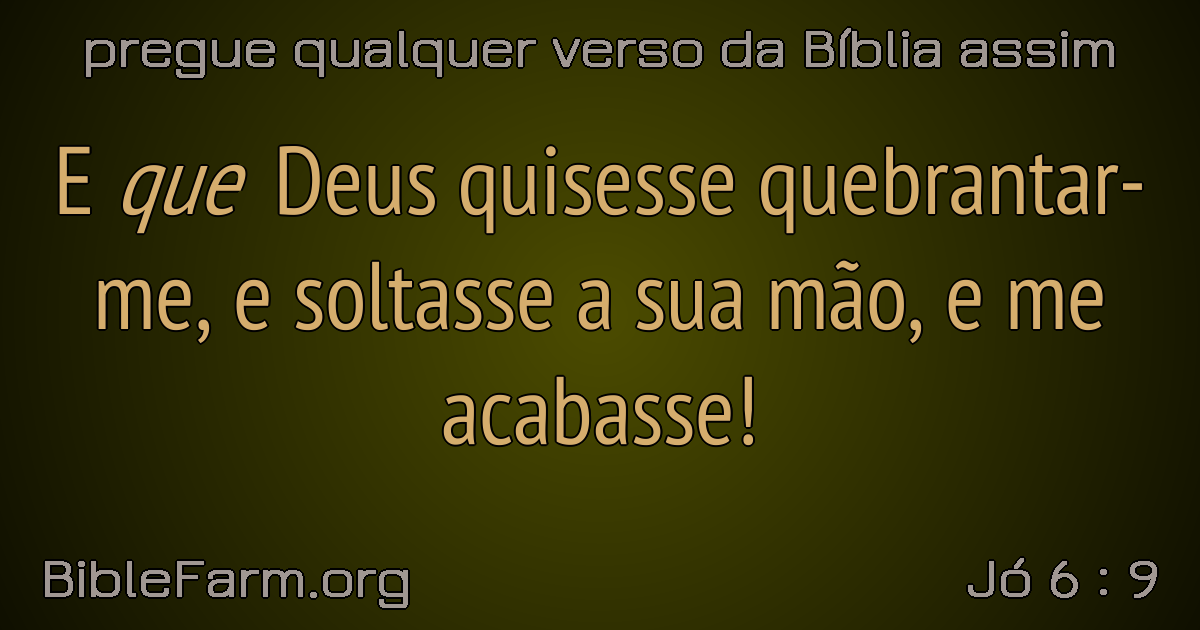 pregue qualquer verso da Bíblia assim
E que Deus quisesse quebrantar-
me, e soltasse a sua mão, e me
acabasse!
BibleFarm.org
Jó 6 : 9